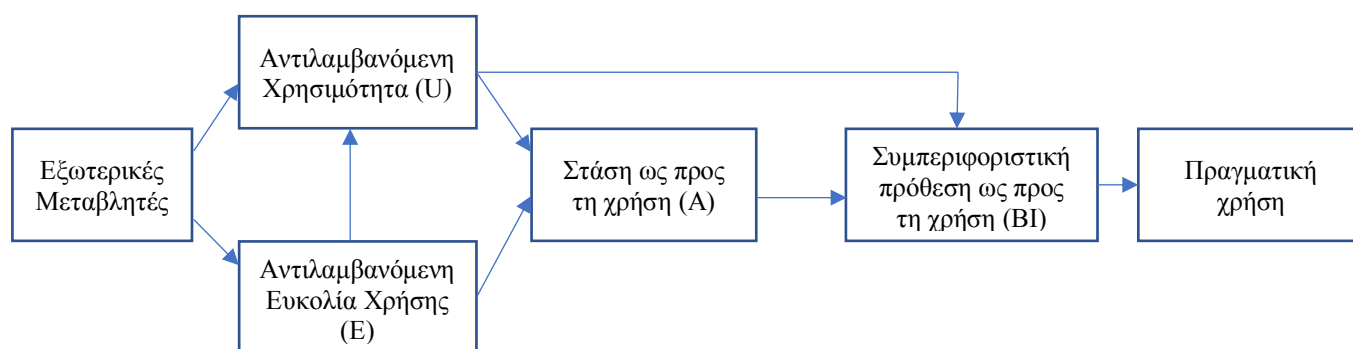 Αντιλαμβανόμενη
Χρησιμότητα (U)
Εξωτερικές
Μεταβλητές
Αντιλαμβανόμενη
Ευκολία Χρήσης
(E)
Στάση ως προς
τη χρήση (A)
Συμπεριφοριστική
πρόθεση ως προς
τη χρήση (BI)
Πραγματική
χρήση